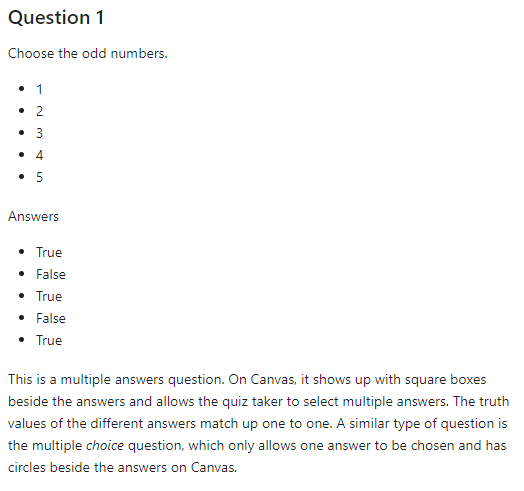 Question 1
Choose the odd numbers.
• 1
• 2
• 3
• 4
• 5
Answers
• True
• False
• True
• False
• True
This is a multiple answers question. On Canvas, it shows up with square boxes
beside the answers and allows the quiz taker to select multiple answers. The truth
values of the different answers match up one to one. A similar type of question is
the multiple choice question, which only allows one answer to be chosen and has
circles beside the answers on Canvas.